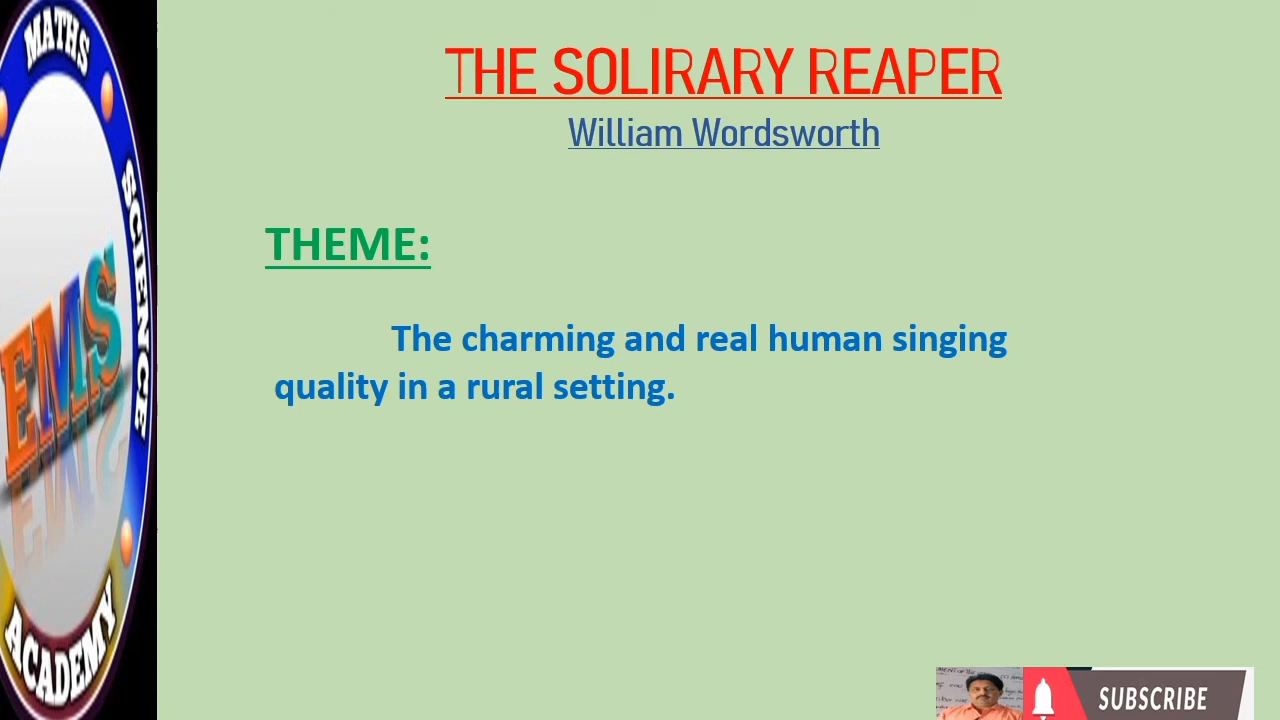 MATHS
SCIENCE
EMS
ACADEMY
THE SOLIRARY REAPER
William Wordsworth
THEME:
The charming and real human singing
quality in a rural setting.
SUBSCRIBE